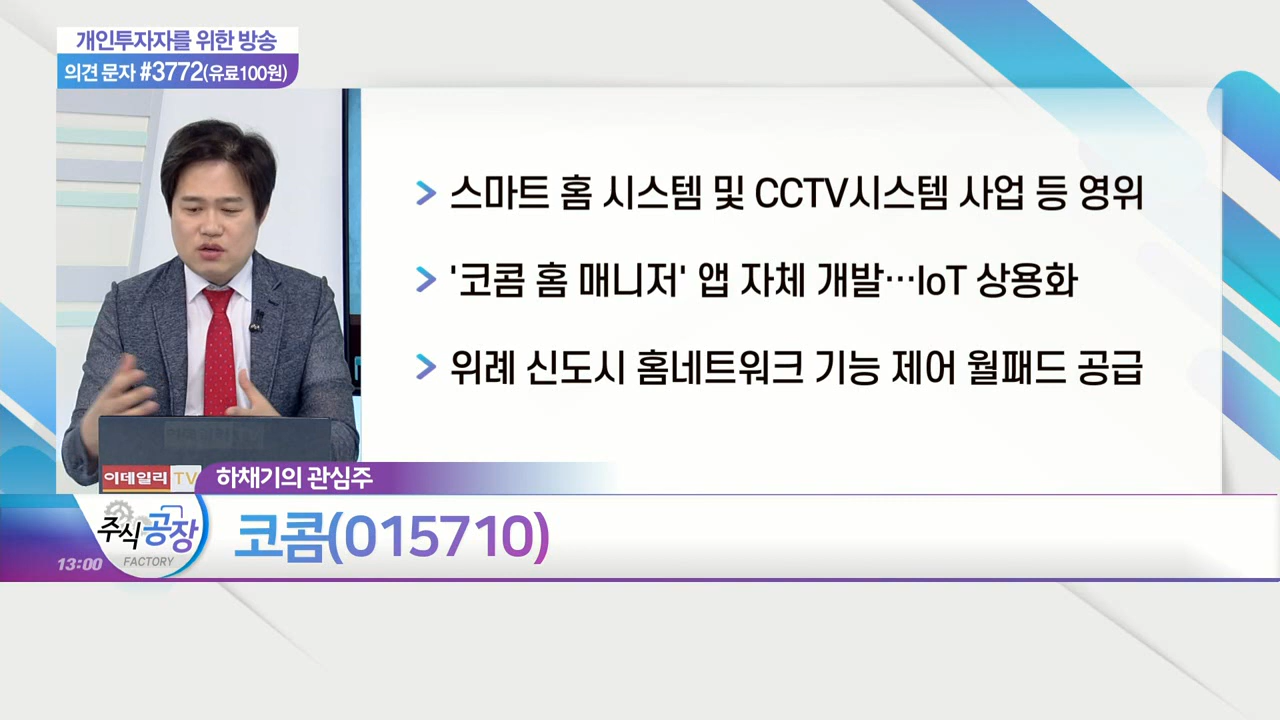 개인투자자를 위한 방송
의견 문자 #3772(유료100원)
> 스마트 홈 시스템 및 CCTV시스템 사업 등 영위
> '코콤 홈 매니저' 앱 자체 개발…IoT 상용화
> 위례 신도시 홈네트워크 기능 제어 월패드 공급
이데일리 TV
하채기의 관심주
주식공장
FACTORY
13:00
코콤(015710)